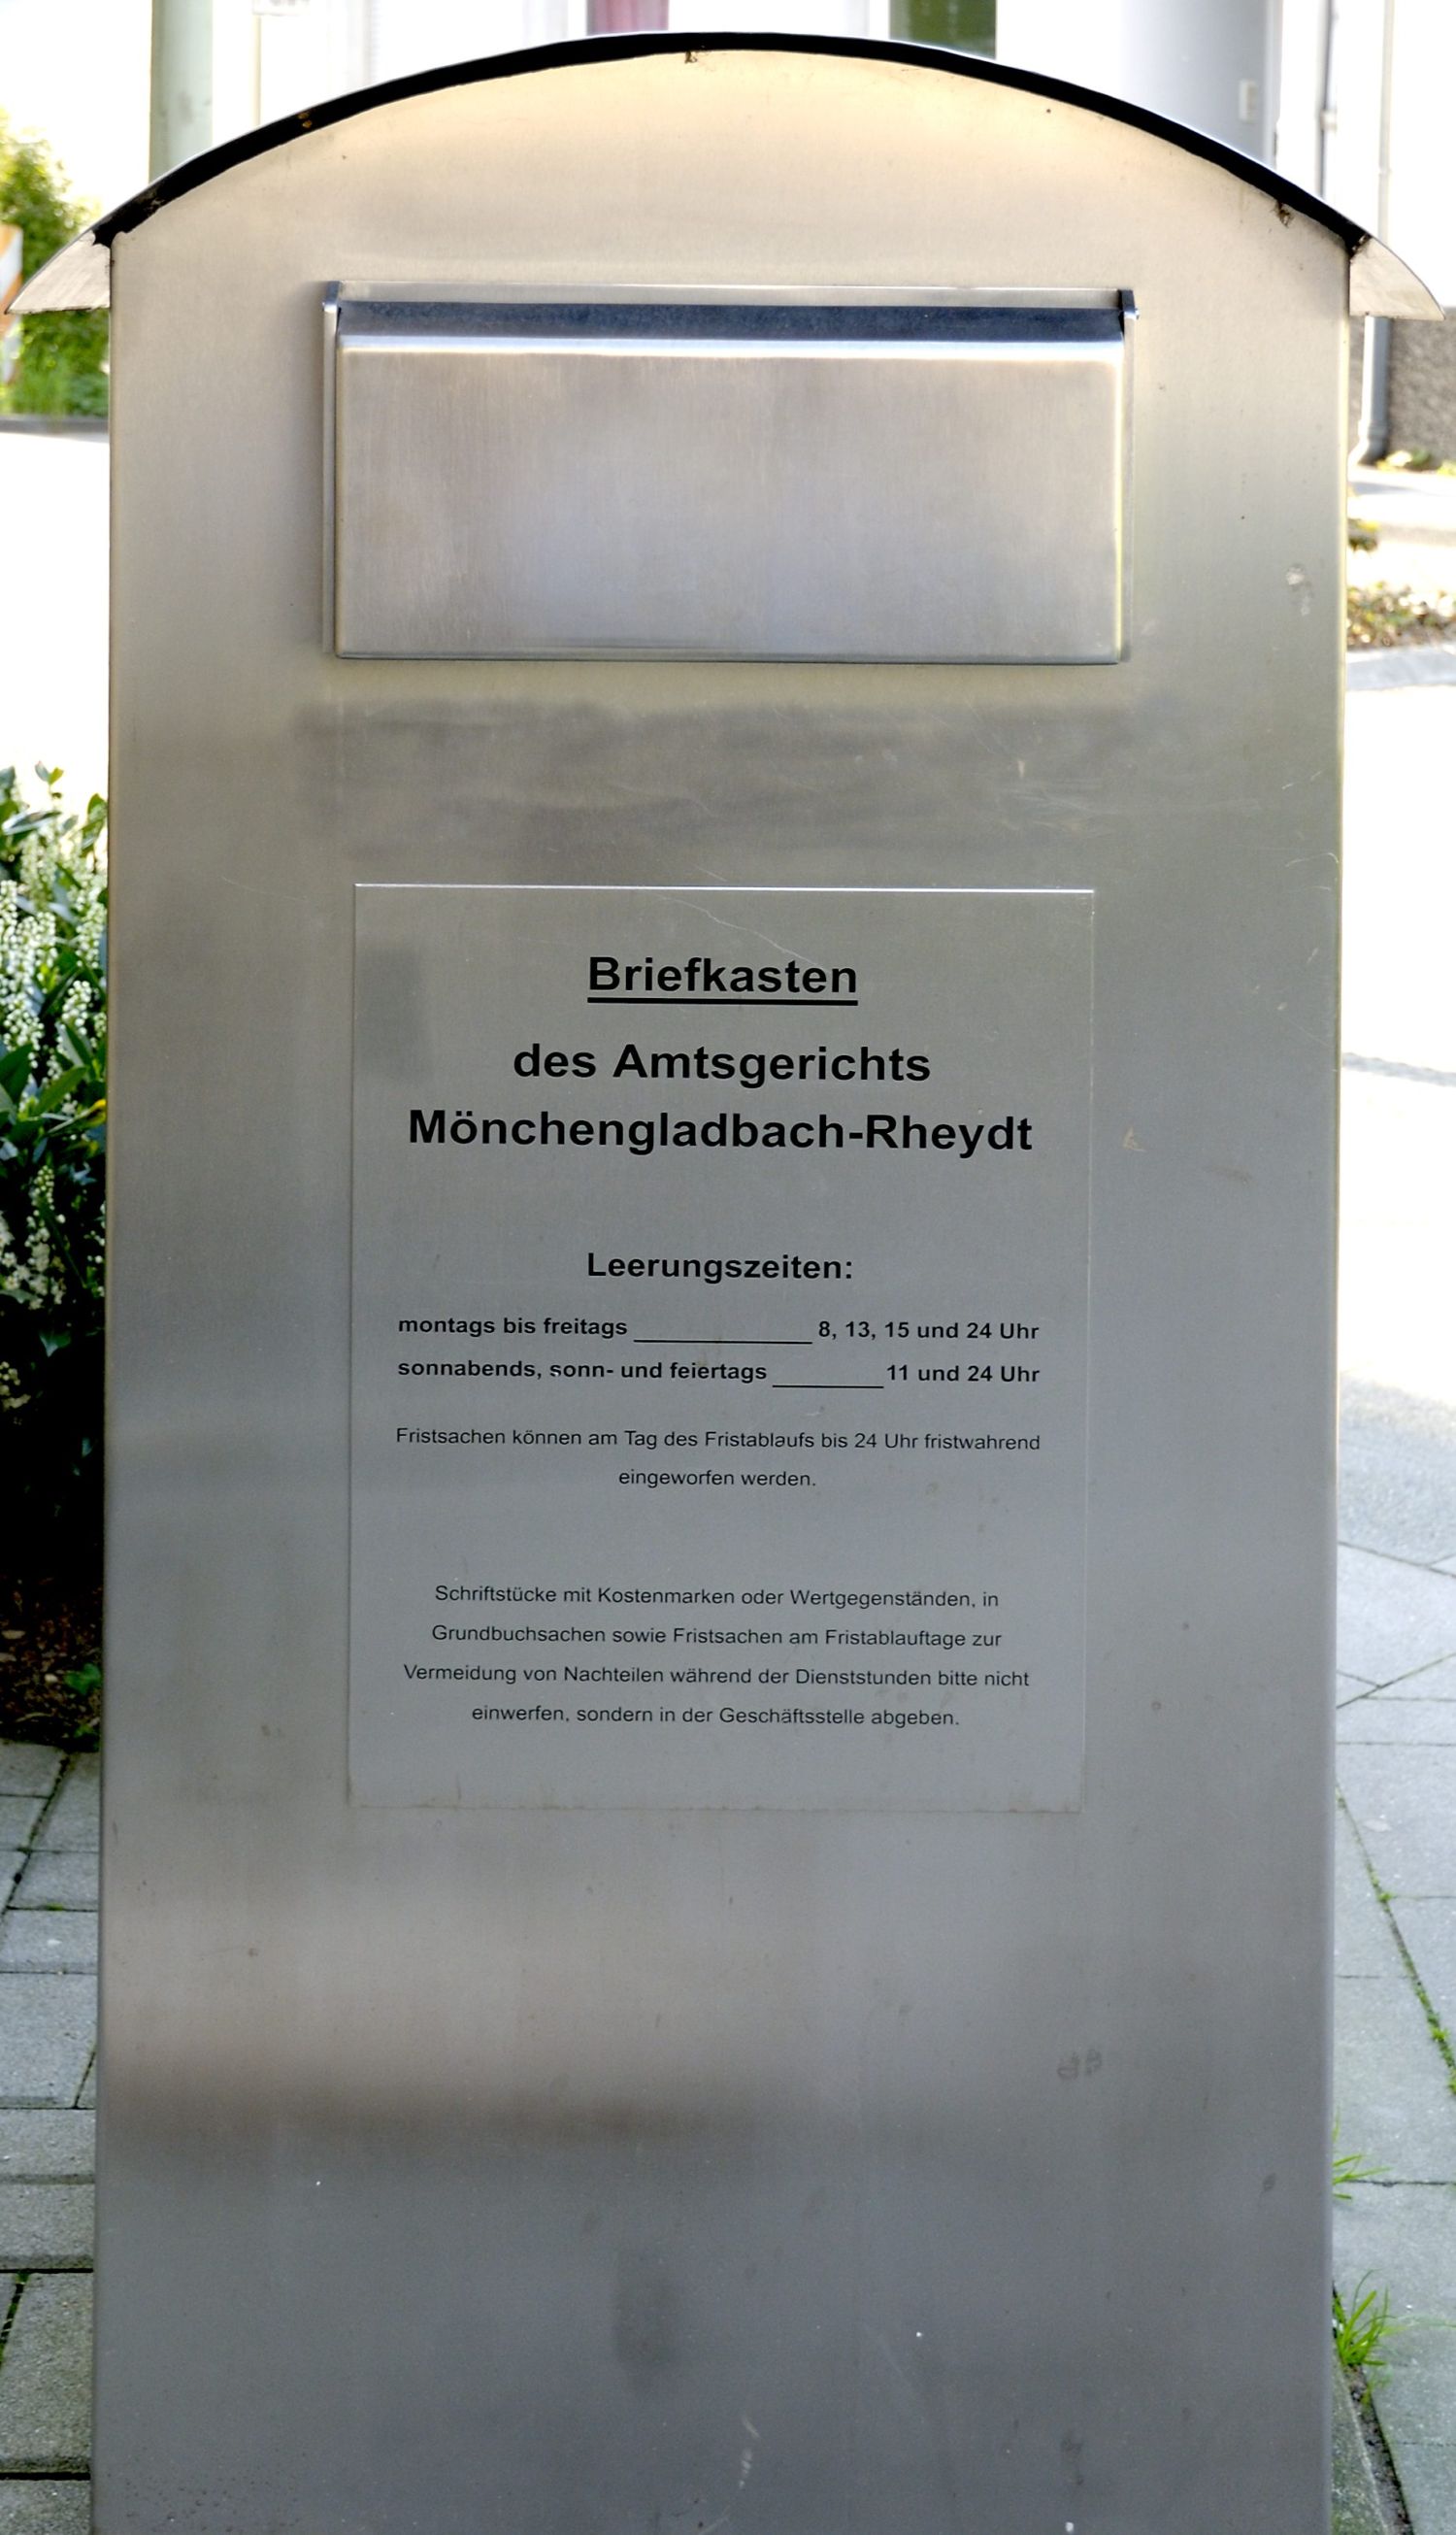 Briefkasten
des Amtsgerichts
Mönchengladbach-Rheydt
Leerungszeiten:
montags bis freitags ______________ 8, 13, 15 und 24 Uhr
sonnabends, sonn- und feiertags _________ 11 und 24 Uhr
Fristsachen können am Tag des Fristablaufs bis 24 Uhr fristwahrend
eingeworfen werden.
Schriftstücke mit Kostenmarken oder Wertgegenständen, in
Grundbuchsachen sowie Fristsachen am Fristablauftage zur
Vermeidung von Nachteilen während der Dienststunden bitte nicht
einwerfen, sondern in der Geschäftsstelle abgeben.